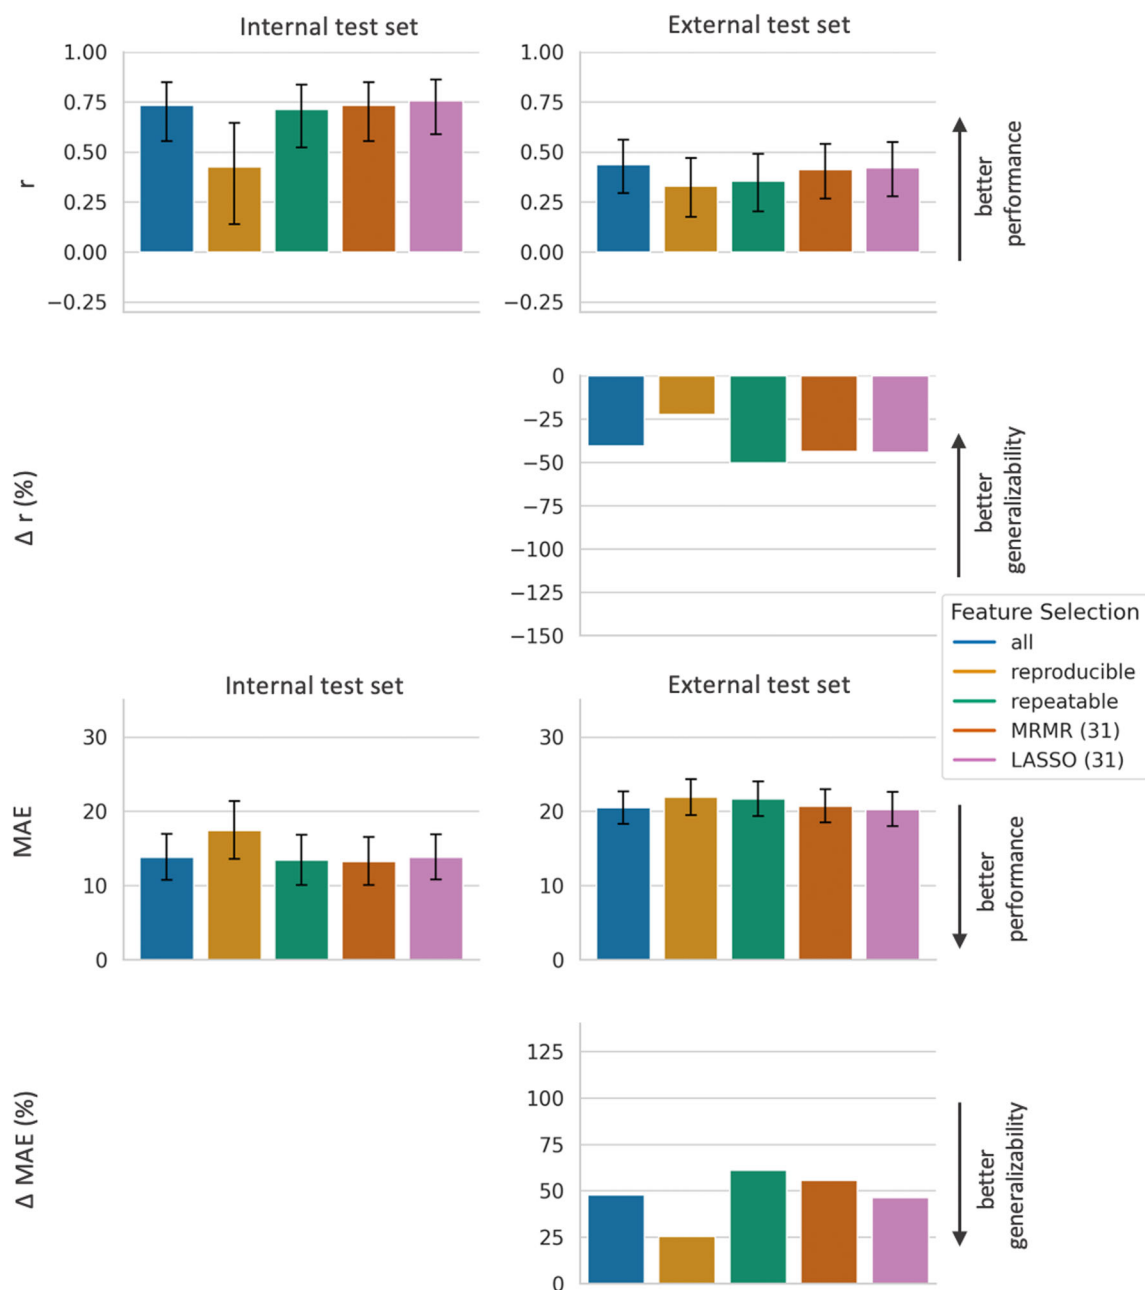 Internal test set
External test set
1.00
0.75
0.50
0.25
0.00
−0.25
r
1.00
0.75
0.50
0.25
0.00
−0.25
better
performance
0
−25
−50
−75
−100
−125
−150
Δ r (%)
better
generalizability
Feature Selection
all
reproducible
repeatable
MRMR (31)
LASSO (31)
Internal test set
External test set
30
20
10
0
MAE
30
20
10
0
better
performance
125
100
75
50
25
0
Δ MAE (%)
better
generalizability